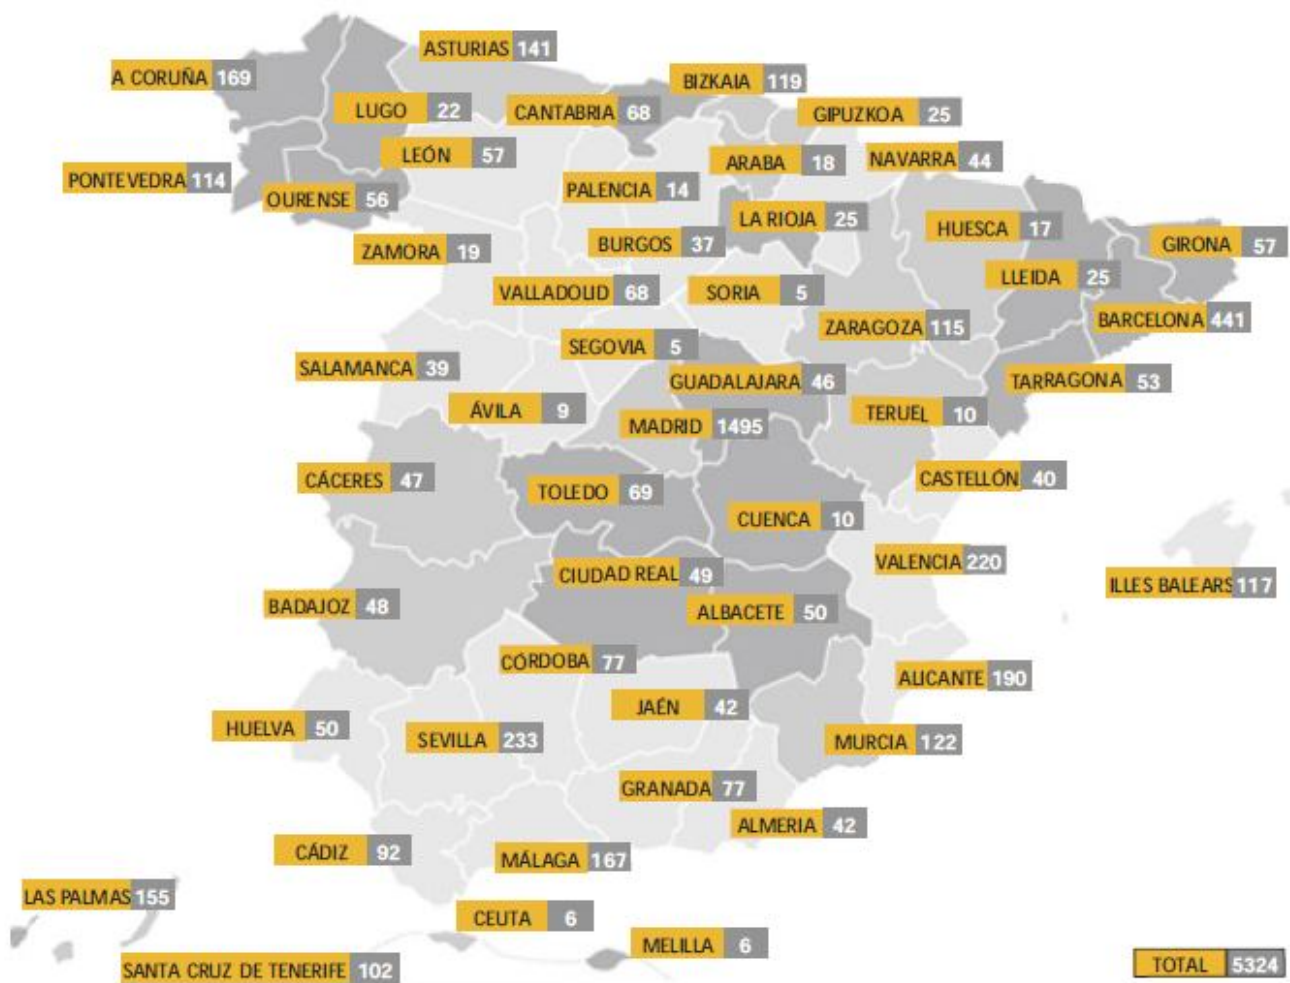 ASTURIAS 141
A CORUÑA 169
BIZKAIA 119
LUGO 22
CANTABRIA 68
GIPUZKOA 25
LEÓN 57
ARABA 18
NAVARRA 44
PONTEVEDRA 114
OURENSE 56
PALENCIA 14
LA RIOJA 25
HUESCA 17
GIRONA 57
ZAMORA 19
BURGOS 37
LLEIDA 25
VALLADOLID 68
SORIA 5
ZARAGOZA 115
BARCELONA 441
SEGOVIA 5
SALAMANCA 39
GUADALAJARA 46
TARRAGONA 53
ÁVILA 9
MADRID 1495
TERUEL 10
CÁCERES 47
TOLEDO 69
CASTELLÓN 40
CUENCA 10
VALENCIA 220
ILLES BALEARS 117
CIUDAD REAL 49
BADAJOZ 48
ALBACETE 50
CÓRDOBA 77
ALICANTE 190
JAÉN 42
HUELVA 50
SEVILLA 233
MURCIA 122
GRANADA 77
ALMERIA 42
CÁDIZ 92
MÁLAGA 167
LAS PALMAS 155
CEUTA 6
MELILLA 6
SANTA CRUZ DE TENERIFE 102
TOTAL 5324